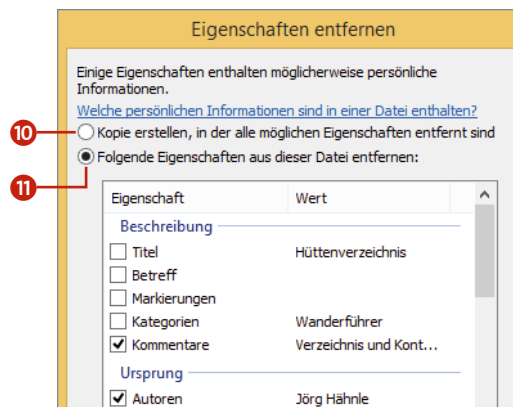 Eigenschaften entfernen
Einige Eigenschaften enthalten möglicherweise persönliche
Informationen.
Welche persönlichen Informationen sind in einer Datei enthalten?
10 Kopie erstellen, in der alle möglichen Eigenschaften entfernt sind
11 Folgende Eigenschaften aus dieser Datei entfernen:
Eigenschaft Wert
Beschreibung
Titel Hüttenverzeichnis
Betreff
Markierungen
Kategorien Wanderführer
Kommentare Verzeichnis und Kont...
Ursprung
Autoren Jörg Hähnle